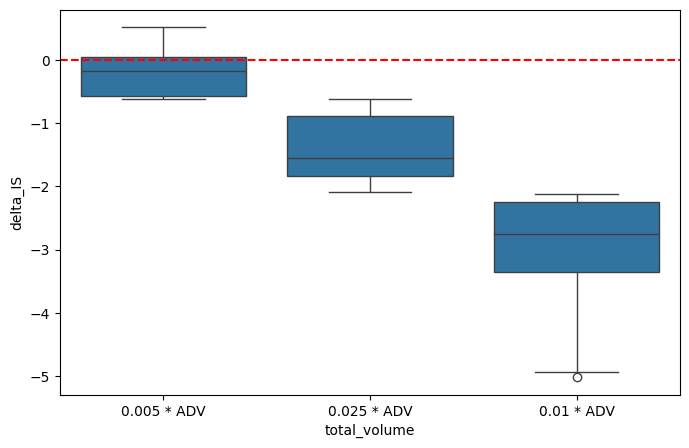 delta_IS
0
−1
−2
−3
−4
−5
0.005 * ADV
0.025 * ADV
0.01 * ADV
total_volume